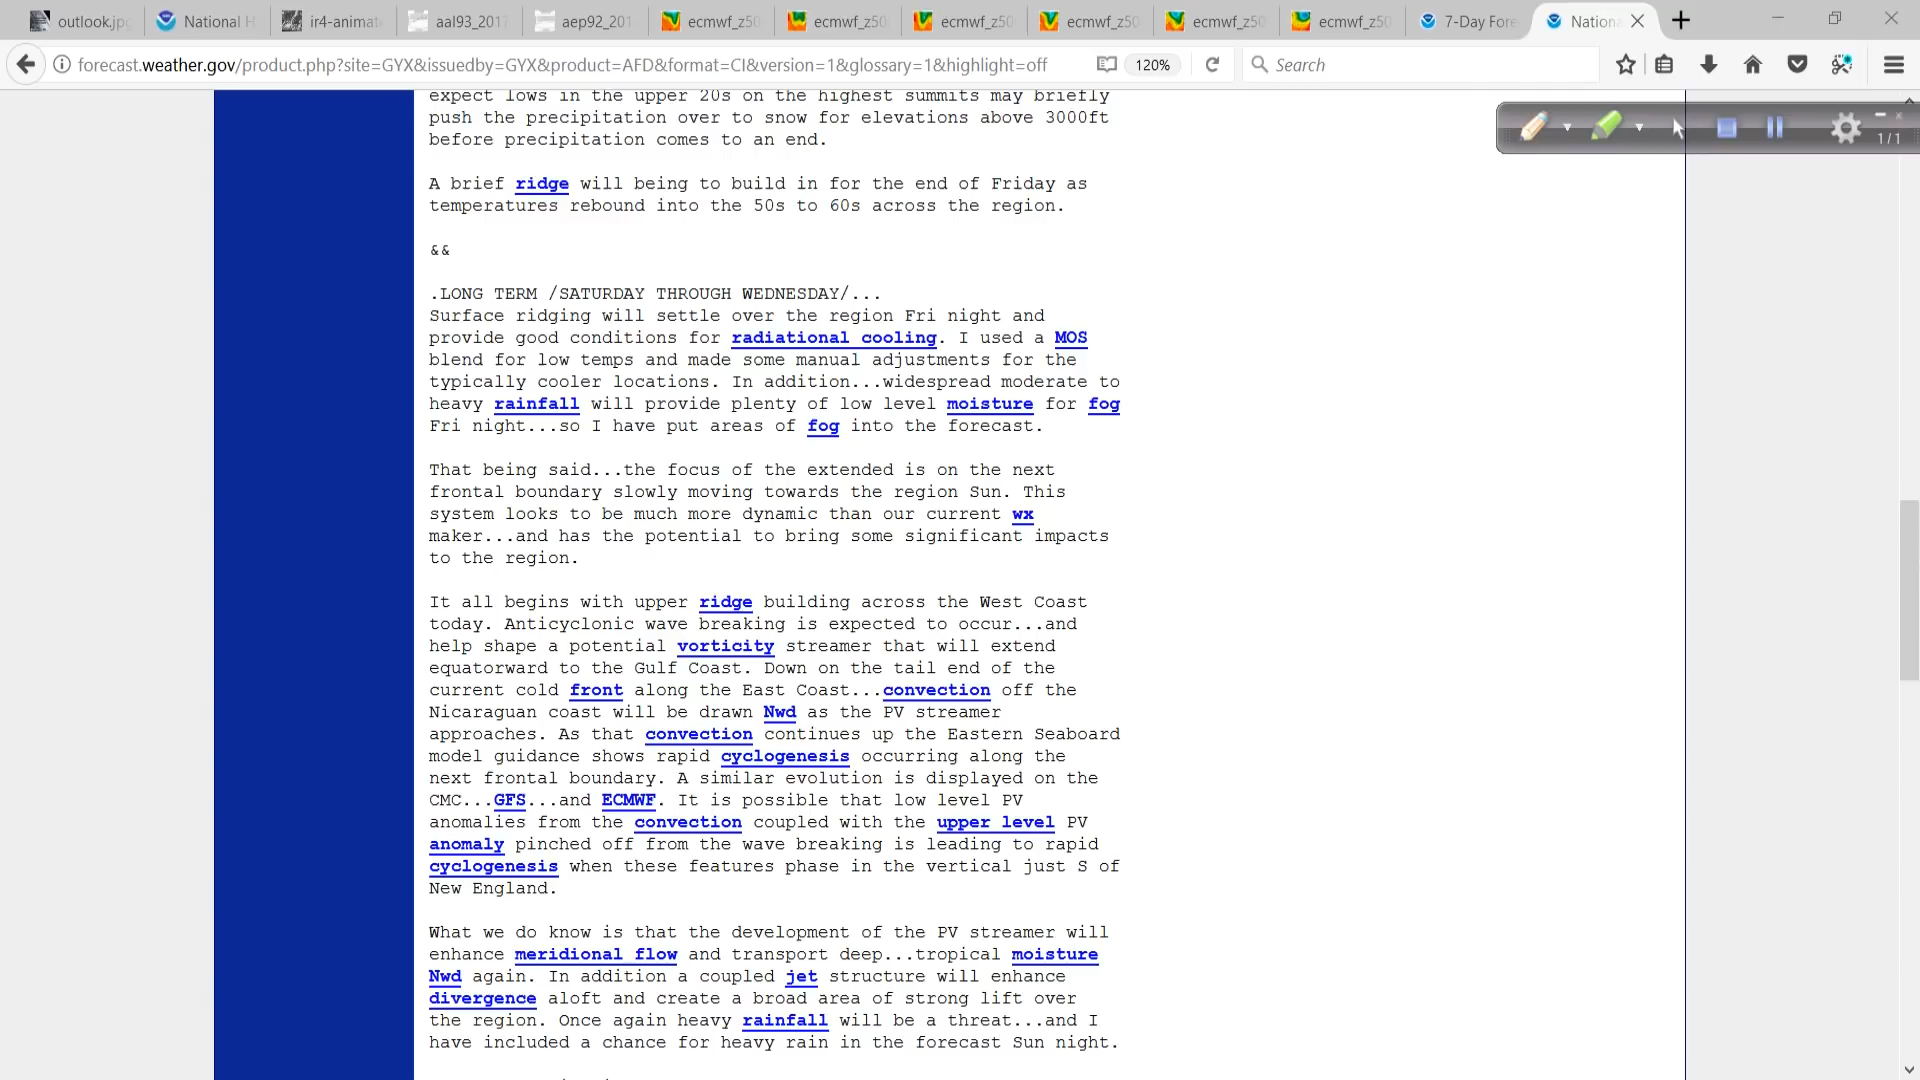 outlook.jp
National H
ir4-animat
aal93_201
aep92_201
ecmwf_z50
ecmwf_z50
ecmwf_z50
ecmwf_z50
ecmwf_z50
ecmwf_z50
7-Day Fore
Nation
forecast.weather.gov/product.php?site=GYX&issuedby=GYX&product=AFD&format=CI&version=1&glossary=1&highlight=off
120%
Search
1/1
expect lows in the upper 20s on the highest summits may briefly
push the precipitation over to snow for elevations above 3000ft
before precipitation comes to an end.
A brief ridge will being to build in for the end of Friday as
temperatures rebound into the 50s to 60s across the region.
&&
.LONG TERM /SATURDAY THROUGH WEDNESDAY/...
Surface ridging will settle over the region Fri night and
provide good conditions for radiational cooling. I used a MOS
blend for low temps and made some manual adjustments for the
typically cooler locations. In addition...widespread moderate to
heavy rainfall will provide plenty of low level moisture for fog
Fri night...so I have put areas of fog into the forecast.
That being said...the focus of the extended is on the next
frontal boundary slowly moving towards the region Sun. This
system looks to be much more dynamic than our current wx
maker...and has the potential to bring some significant impacts
to the region.
It all begins with upper ridge building across the West Coast
today. Anticyclonic wave breaking is expected to occur...and
help shape a potential vorticity streamer that will extend
equatorward to the Gulf Coast. Down on the tail end of the
current cold front along the East Coast...convection off the
Nicaraguan coast will be drawn Nwd as the PV streamer
approaches. As that convection continues up the Eastern Seaboard
model guidance shows rapid cyclogenesis occurring along the
next frontal boundary. A similar evolution is displayed on the
CMC...GFS...and ECMWF. It is possible that low level PV
anomalies from the convection coupled with the upper level PV
anomaly pinched off from the wave breaking is leading to rapid
cyclogenesis when these features phase in the vertical just S of
New England.
What we do know is that the development of the PV streamer will
enhance meridional flow and transport deep...tropical moisture
Nwd again. In addition a coupled jet structure will enhance
divergence aloft and create a broad area of strong lift over
the region. Once again heavy rainfall will be a threat...and I
have included a chance for heavy rain in the forecast Sun night.